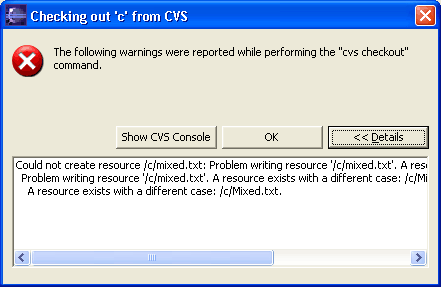 Checking out 'c' from CVS
The following warnings were reported while performing the "cvs checkout"
command.
Show CVS Console
OK
<< Details
Could not create resource /c/mixed.txt: Problem writing resource '/c/mixed.txt'. A reso
Problem writing resource '/c/mixed.txt'. A resource exists with a different case: /c/Mi
A resource exists with a different case: /c/Mixed.txt.